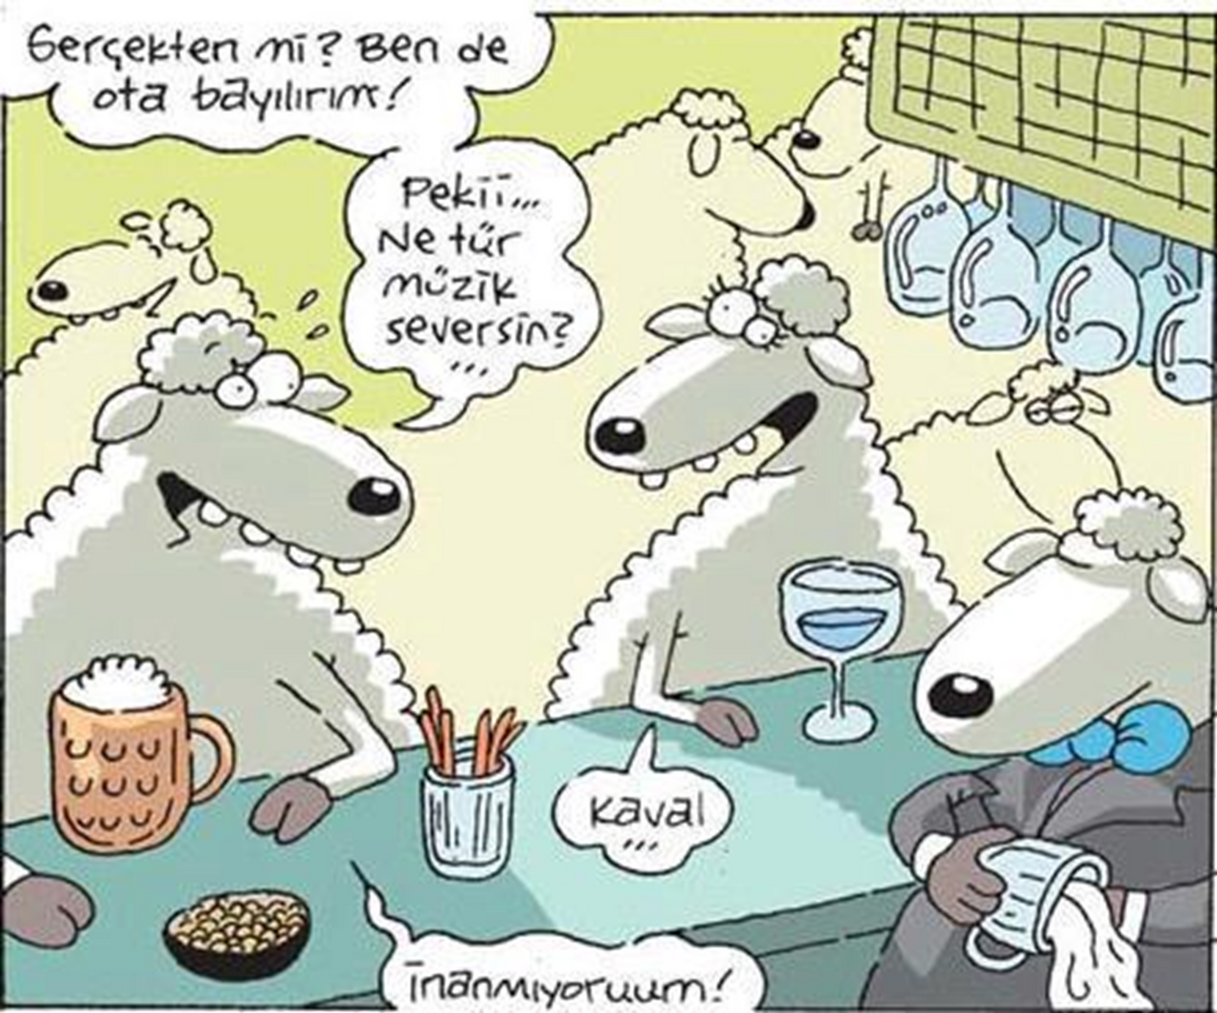 Gerçekten mi? Ben de
ota bayılırım!
Pekii...
Ne tür
müzik
seversin?
...
Kaval
...
İnanmıyoruum!